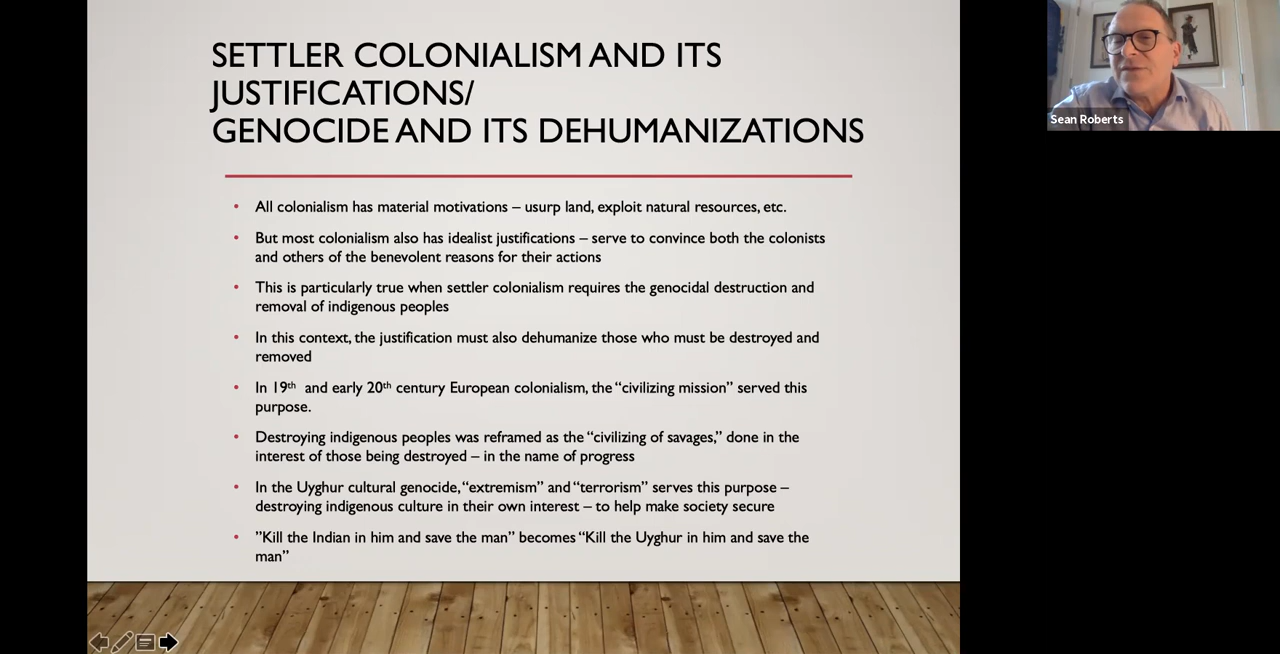 SETTLER COLONIALISM AND ITS
JUSTIFICATIONS/
GENOCIDE AND ITS DEHUMANIZATIONS
• All colonialism has material motivations – usurp land, exploit natural resources, etc.
• But most colonialism also has idealist justifications – serve to convince both the colonists
and others of the benevolent reasons for their actions
• This is particularly true when settler colonialism requires the genocidal destruction and
removal of indigenous peoples
• In this context, the justification must also dehumanize those who must be destroyed and
removed
• In 19th and early 20th century European colonialism, the “civilizing mission” served this
purpose.
• Destroying indigenous peoples was reframed as the “civilizing of savages,” done in the
interest of those being destroyed – in the name of progress
• In the Uyghur cultural genocide, “extremism” and “terrorism” serves this purpose –
destroying indigenous culture in their own interest – to help make society secure
• ”Kill the Indian in him and save the man” becomes “Kill the Uyghur in him and save the
man”
Sean Roberts